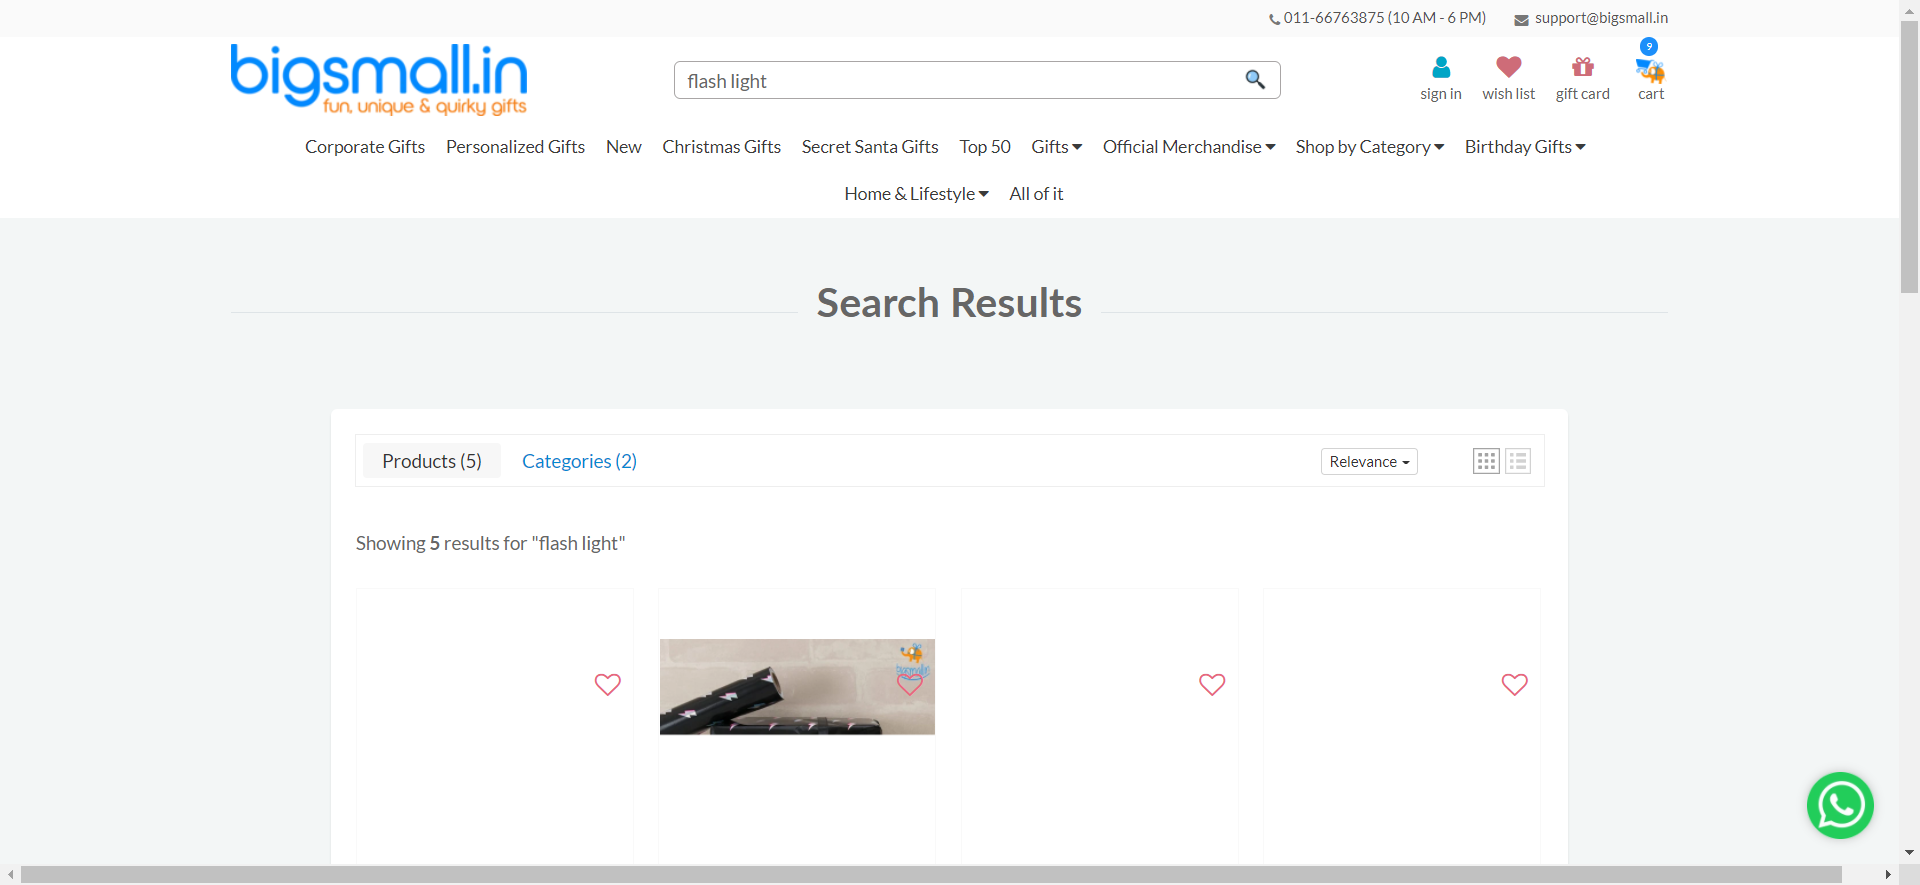 011-66763875 (10 AM - 6 PM) support@bigsmall.in
bigsmall.in
fun, unique & quirky gifts
flash light
9
sign in wish list gift card cart
Corporate Gifts Personalized Gifts New Christmas Gifts Secret Santa Gifts Top 50 Gifts Official Merchandise Shop by Category Birthday Gifts
Home & Lifestyle All of it
Search Results
Products (5) Categories (2) Relevance
Showing 5 results for "flash light"
bigsmall.in